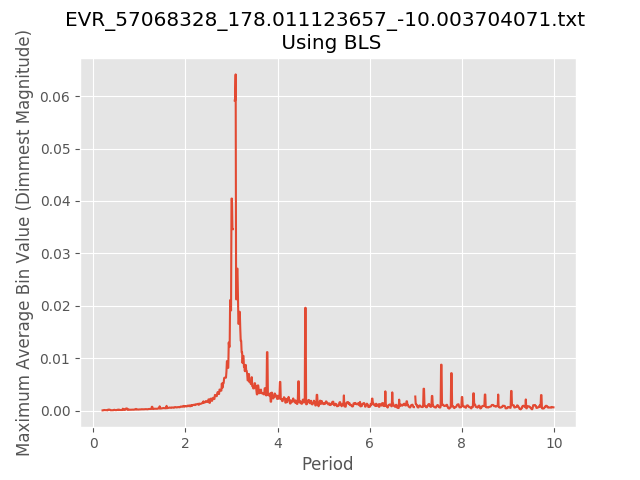 EVR_57068328_178.011123657_-10.003704071.txt
Using BLS
Maximum Average Bin Value (Dimmest Magnitude)
0.06
0.05
0.04
0.03
0.02
0.01
0.00
0 2 4 6 8 10
Period